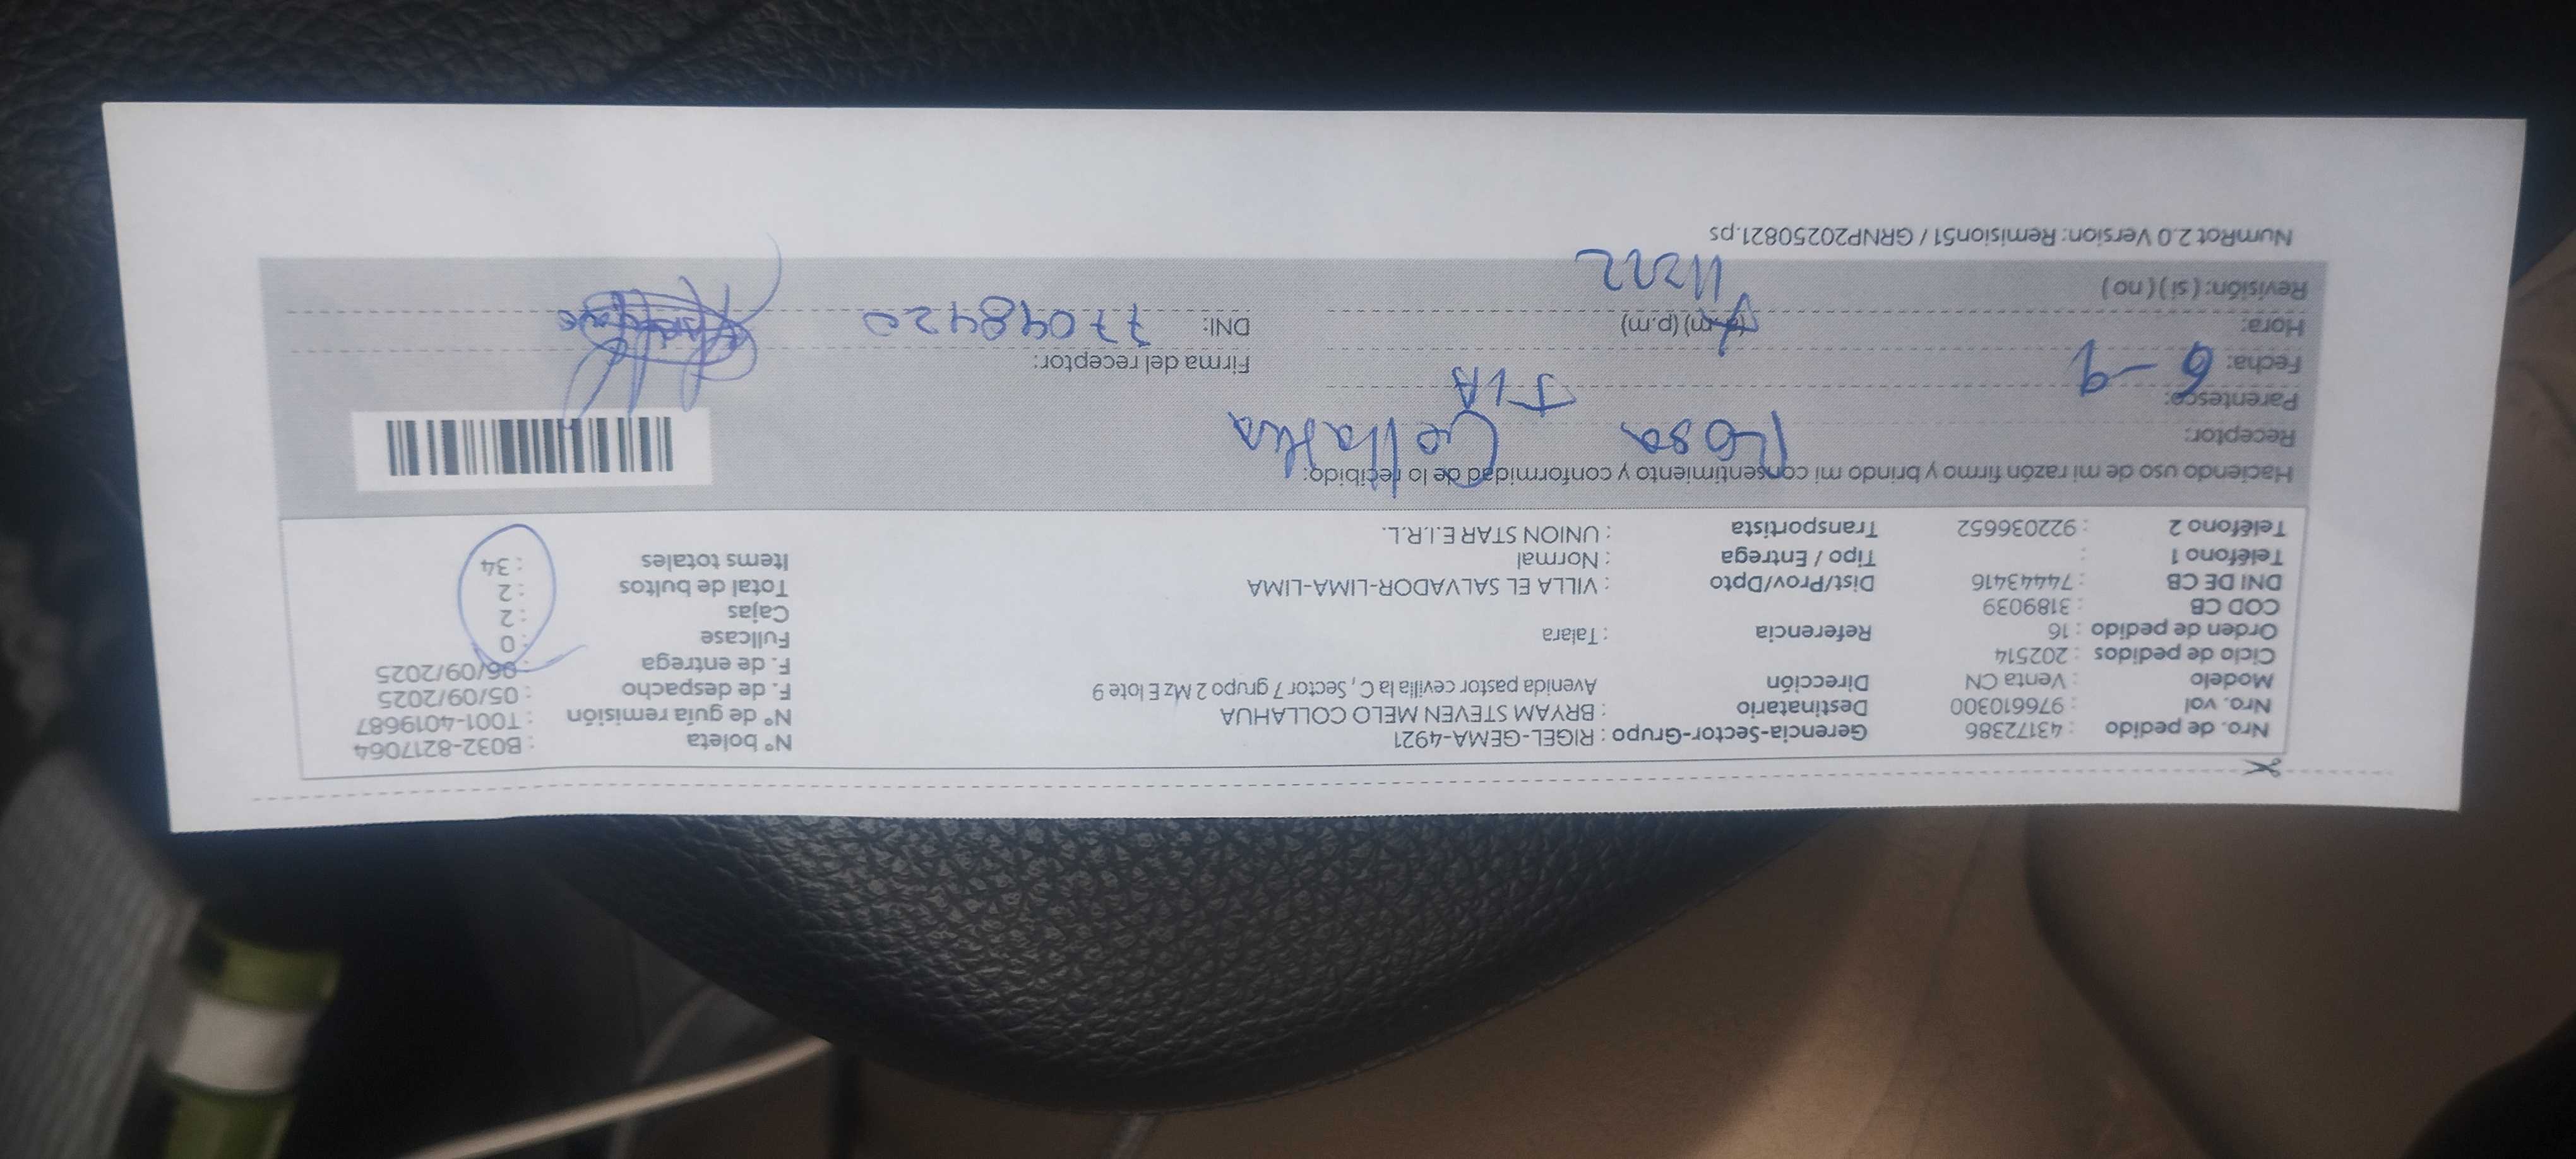 Nro. de pedido : 43172386 Gerencia-Sector-Grupo : RIGEL-GEMA-4921 N° boleta : B032-8217064
Nro. vol : 976610300 Destinatario : BRYAM STEVEN MELO COLLAHUA N° de guía remisión : T001-4019687
Modelo : Venta CN Dirección Avenida pastor cevilla la C, Sector 7 grupo 2 Mz E lote 9 F. de despacho : 05/09/2025
Ciclo de pedidos : 202514 F. de entrega : 06/09/2025
Orden de pedido : 16 Referencia : Talara Fullcase : 0
COD CB : 3189039 Cajas : 2
DNI DE CB : 74443416 Dist/Prov/Dpto : VILLA EL SALVADOR-LIMA-LIMA Total de bultos : 2
Teléfono 1 : Tipo / Entrega : Normal Items totales : 34
Teléfono 2 : 922036652 Transportista : UNION STAR E.I.R.L.
Haciendo uso de mi razón firmo y brindo mi consentimiento y conformidad de lo recibido:
Receptor: Rosa
Parentesco: TIA
Fecha: 6-9 Firma del receptor:
Hora: (a.m) (p.m) DNI: 77098420
Revisión: ( si ) ( no )
NumRot 2.0 Version: Remision51 / GRNP20250821.ps